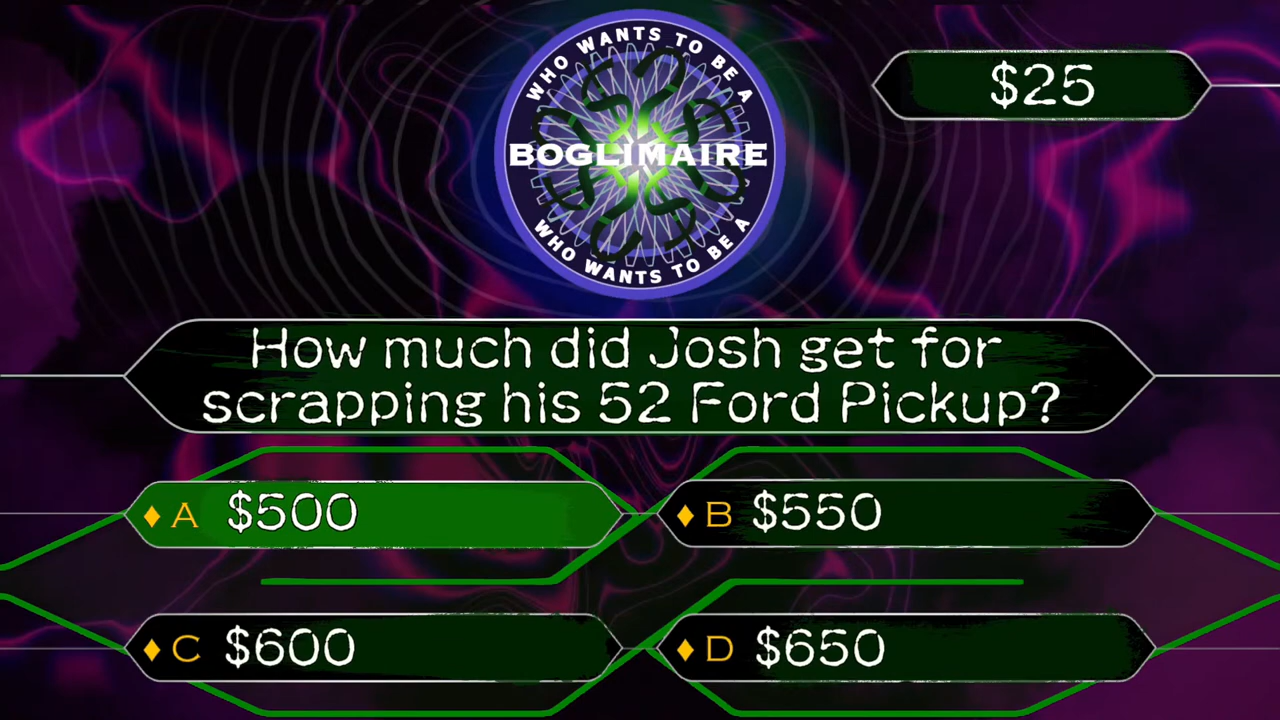 WHO WANTS TO BE A
BOGLIMAIRE
WHO WANTS TO BE A
$25
How much did Josh get for
scrapping his 52 Ford Pickup?
A $500
B $550
C $600
D $650